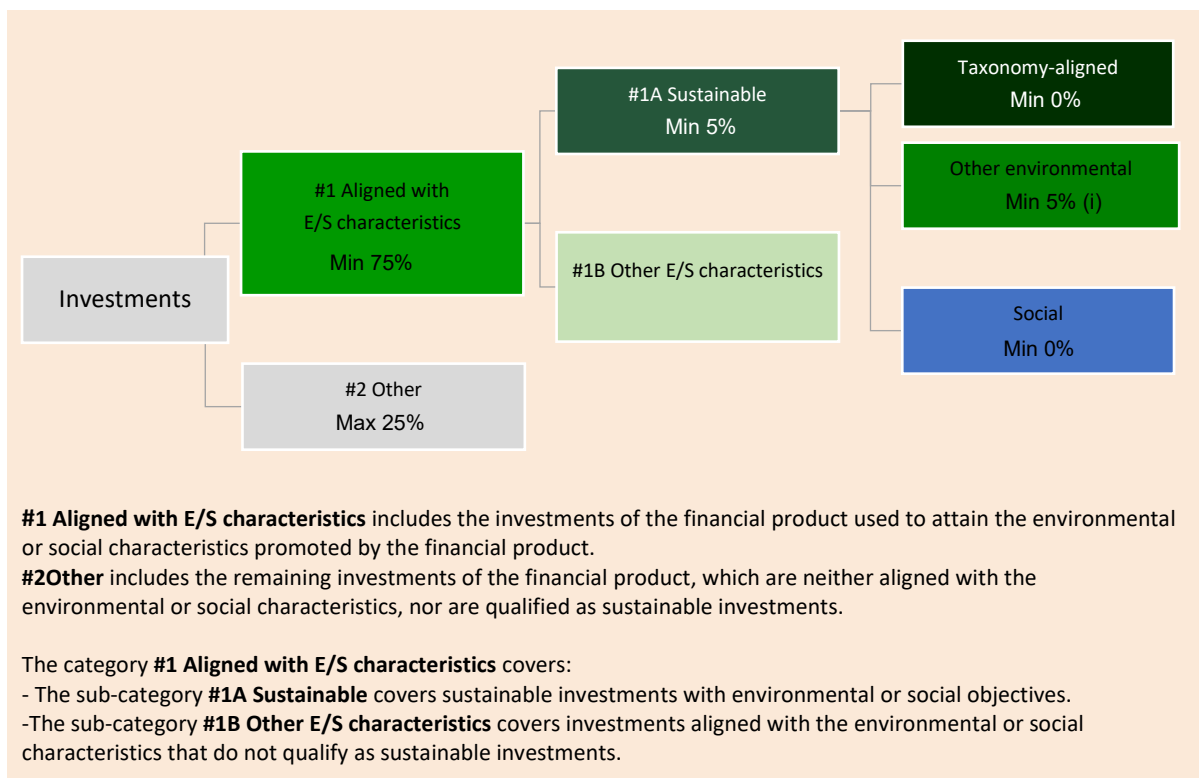 Investments
#1 Aligned with
E/S characteristics
Min 75%
#2 Other
Max 25%
#1A Sustainable
Min 5%
#1B Other E/S characteristics
Taxonomy-aligned
Min 0%
Other environmental
Min 5% (i)
Social
Min 0%
#1 Aligned with E/S characteristics includes the investments of the financial product used to attain the environmental
or social characteristics promoted by the financial product.
#2Other includes the remaining investments of the financial product, which are neither aligned with the
environmental or social characteristics, nor are qualified as sustainable investments.
The category #1 Aligned with E/S characteristics covers:
- The sub-category #1A Sustainable covers sustainable investments with environmental or social objectives.
-The sub-category #1B Other E/S characteristics covers investments aligned with the environmental or social
characteristics that do not qualify as sustainable investments.